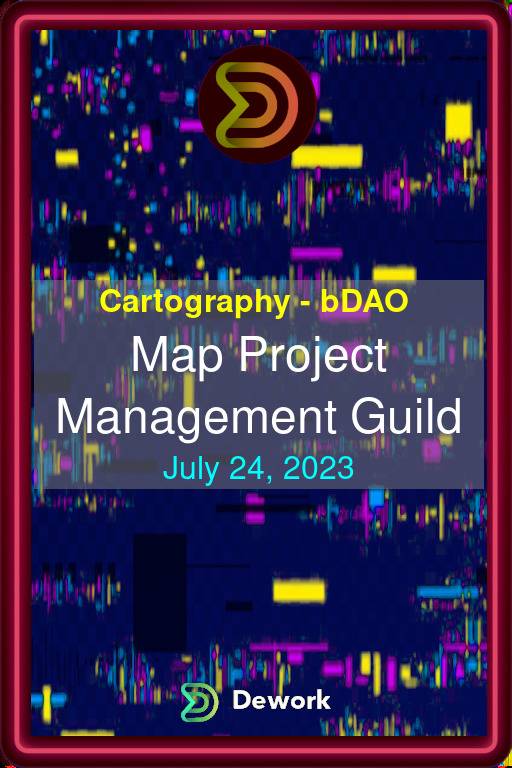 Cartography - bDAO
Map Project
Management Guild
July 24, 2023
Dework